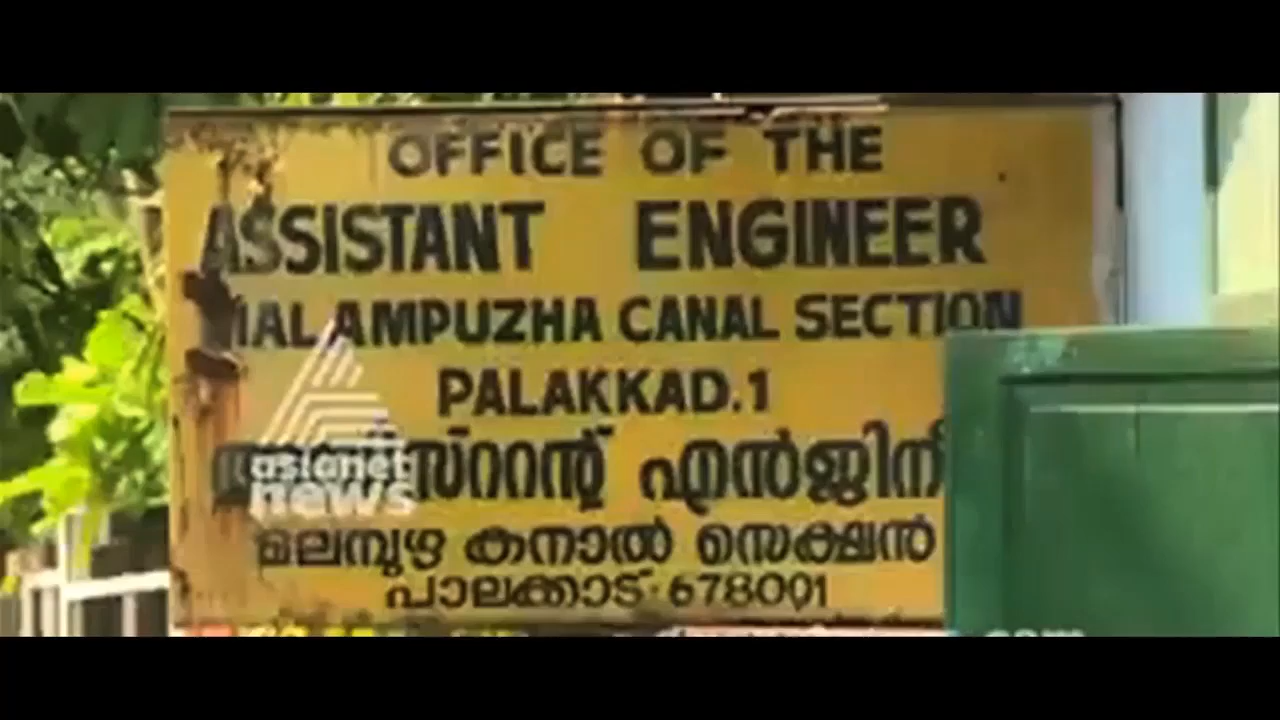 OFFICE OF THE
ASSISTANT ENGINEER
MALAMPUZHA CANAL SECTION
PALAKKAD.1
എൻജിനീ
മലമ്പുഴ കനാൽ സെക്ഷൻ
പാലക്കാട്-678001
asianet
news